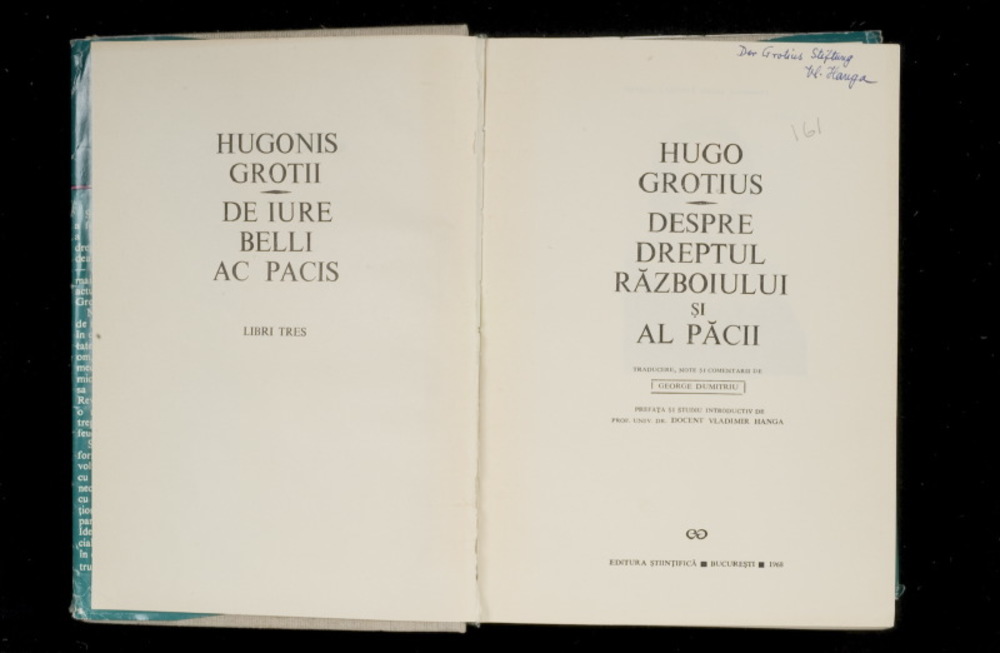 HUGONIS
GROTII
DE IURE
BELLI
AC PACIS
LIBRI TRES
Der Grotius Stiftung
Vl. Hanga
161
HUGO
GROTIUS
DESPRE
DREPTUL
RĂZBOIULUI
ȘI
AL PĂCII
TRADUCERE, NOTE ȘI COMENTARII DE
GEORGE DUMITRIU
PREFAȚA ȘI STUDIU INTRODUCTIV DE
PROF. UNIV. DR. DOCENT VLADIMIR HANGA
EDITURA ȘTIINȚIFICĂ ■ BUCUREȘTI ■ 1968